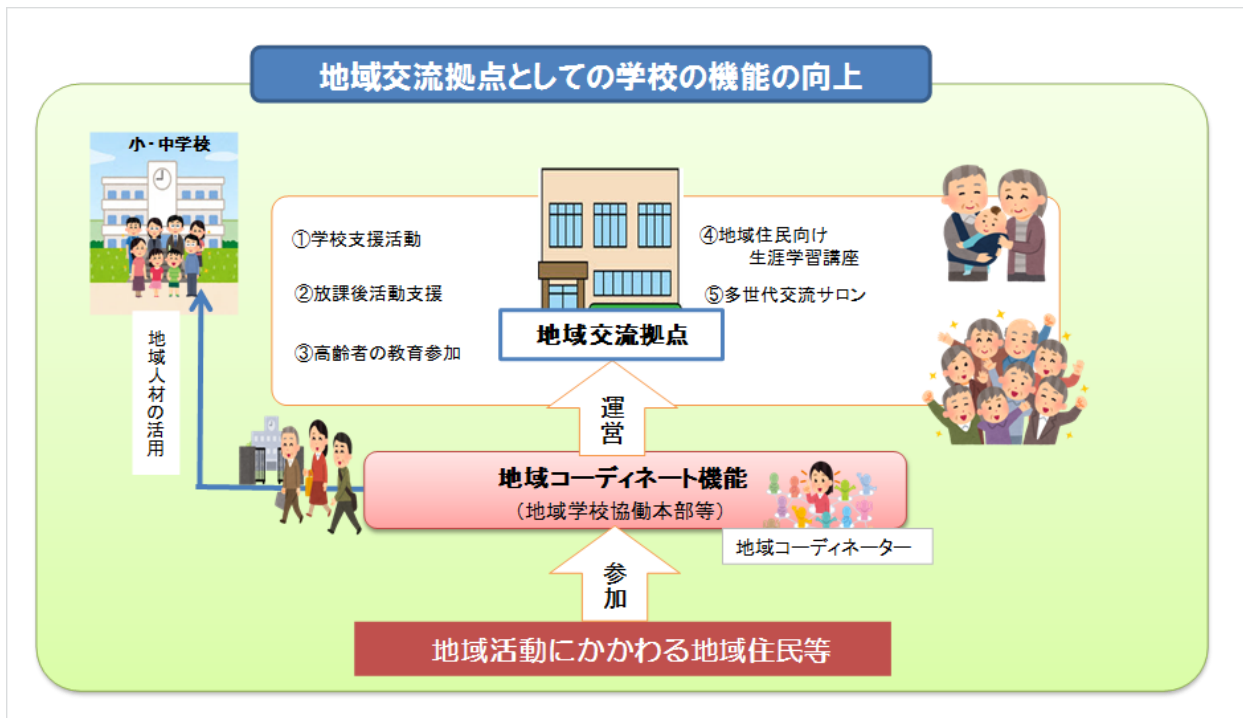 地域交流拠点としての学校の機能の向上
小・中学校
①学校支援活動
②放課後活動支援
③高齢者の教育参加
④地域住民向け
生涯学習講座
⑤多世代交流サロン
地域交流拠点
運営
地域人材の活用
地域コーディネート機能
（地域学校協働本部等）
地域コーディネーター
参加
地域活動にかかわる地域住民等